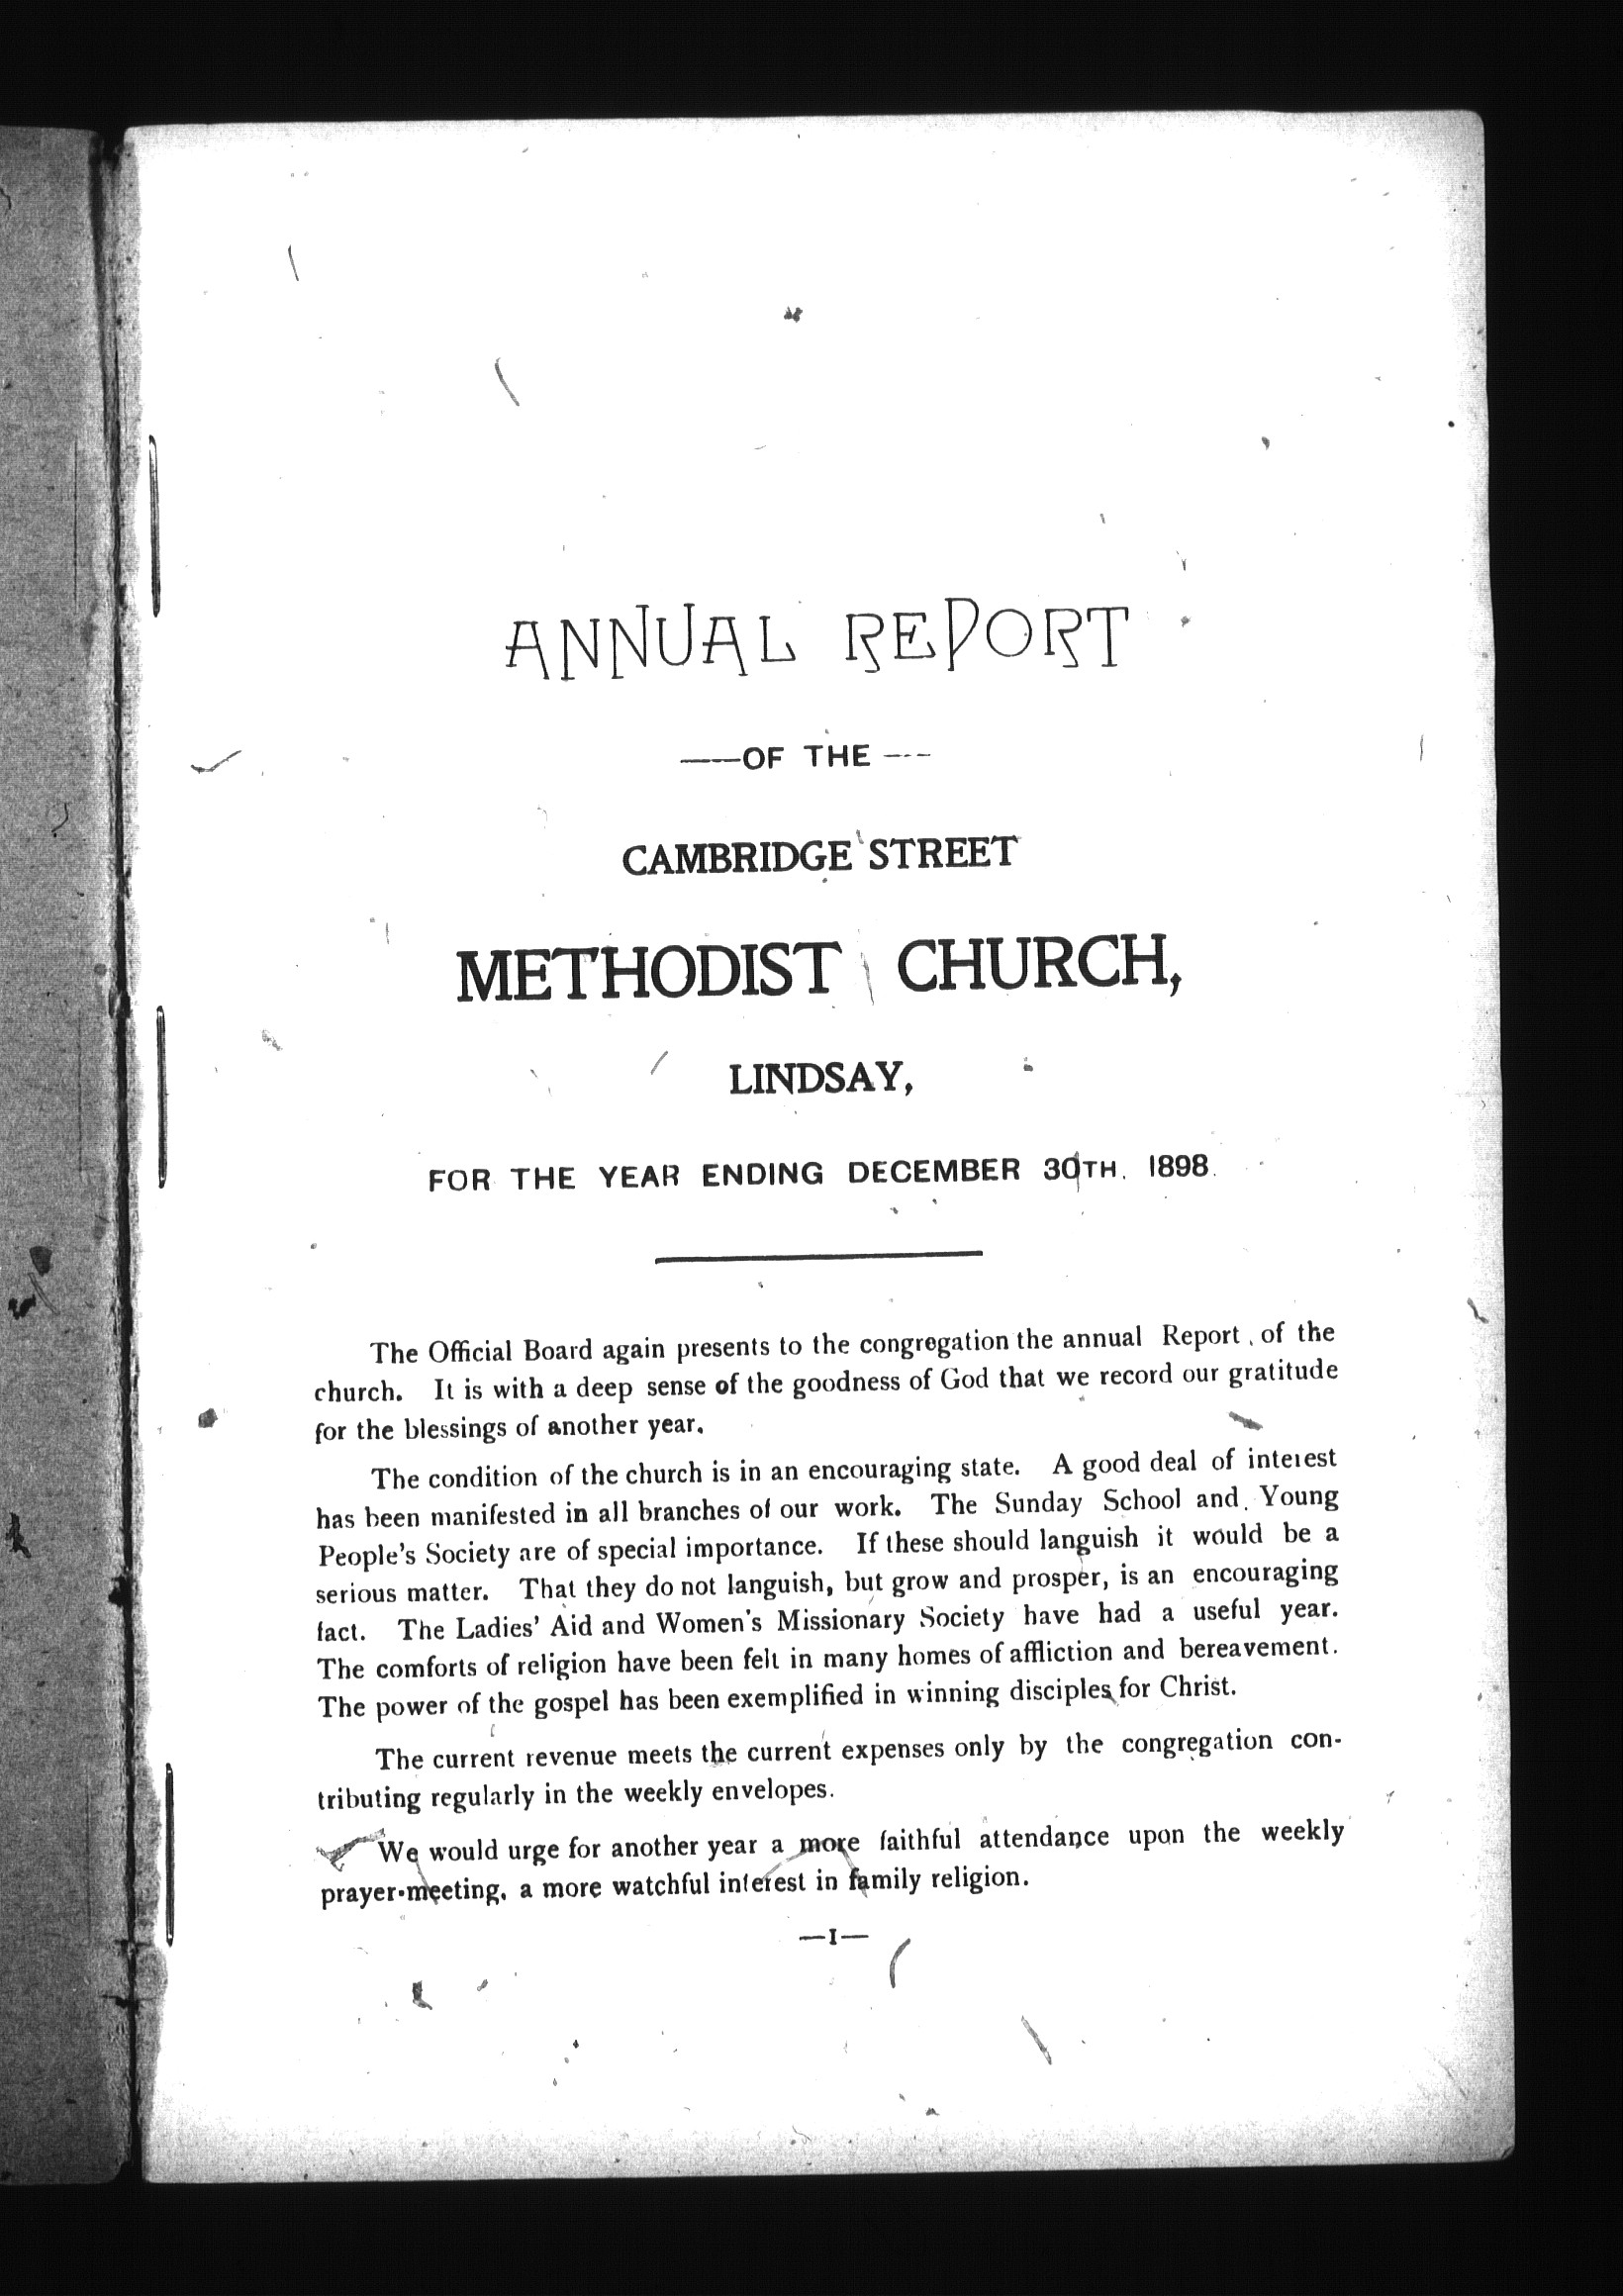 ANNUAL REPORT
——OF THE ---
CAMBRIDGE STREET
METHODIST CHURCH,
LINDSAY,
FOR THE YEAR ENDING DECEMBER 30TH. 1898.
The Official Board again presents to the congregation the annual Report of the
church. It is with a deep sense of the goodness of God that we record our gratitude
for the blessings of another year.
The condition of the church is in an encouraging state. A good deal of interest
has been manifested in all branches of our work. The Sunday School and Young
People's Society are of special importance. If these should languish it would be a
serious matter. That they do not languish, but grow and prosper, is an encouraging
fact. The Ladies' Aid and Women's Missionary Society have had a useful year.
The comforts of religion have been felt in many homes of affliction and bereavement.
The power of the gospel has been exemplified in winning disciples for Christ.
The current revenue meets the current expenses only by the congregation con-
tributing regularly in the weekly envelopes.
We would urge for another year a more faithful attendance upon the weekly
prayer-meeting, a more watchful interest in family religion.
—I—